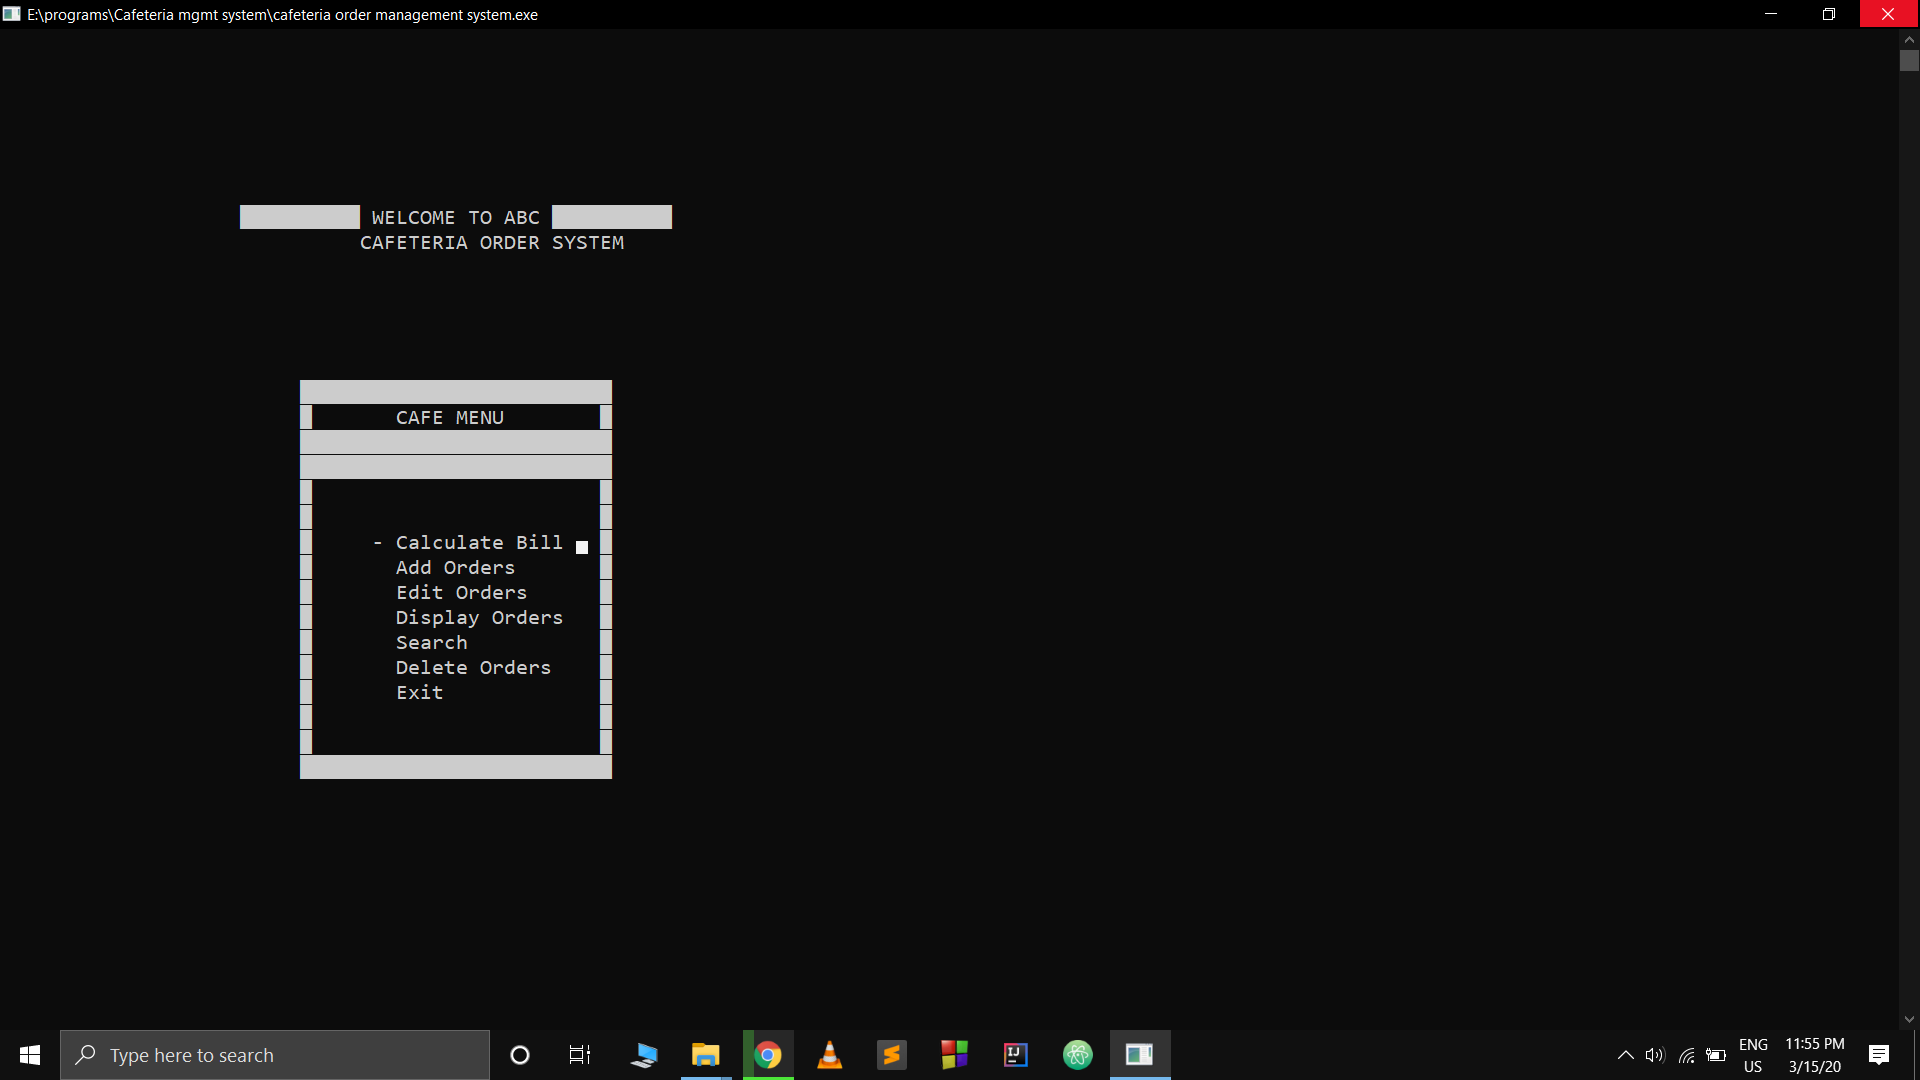 E:\programs\Cafeteria mgmt system\cafeteria order management system.exe
WELCOME TO ABC
CAFETERIA ORDER SYSTEM
CAFE MENU
- Calculate Bill
Add Orders
Edit Orders
Display Orders
Search
Delete Orders
Exit
Type here to search
ENG
US
11:55 PM
3/15/20